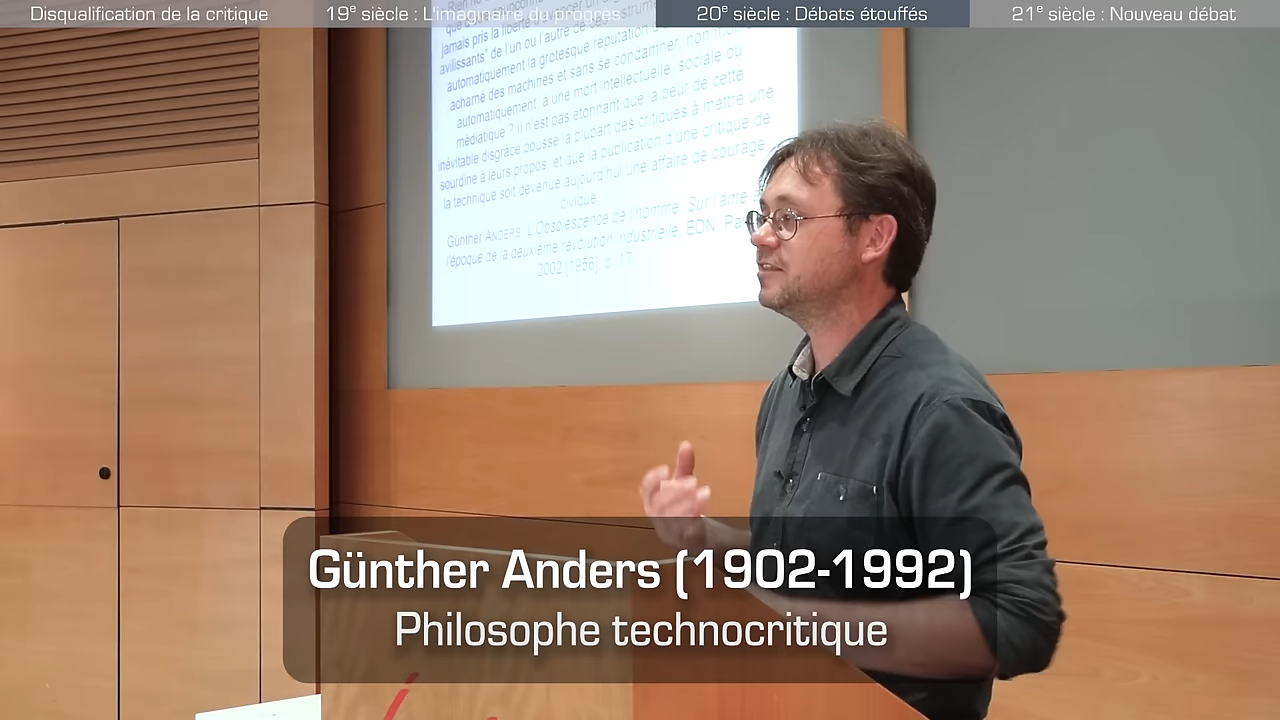 Disqualification de la critique
19e siècle : L'imaginaire du progrès
20e siècle : Débats étouffés
21e siècle : Nouveau débat
jamais pris la liberté
avilissants" de l'un ou l'autre de
automatiquement la grotesque réputation
acharné des machines et sans se condamner, non moins
automatiquement, à une mort intellectuelle, sociale ou
médiatique ? Il n'est pas étonnant que la peur de cette
inévitable disgrâce pousse la plupart des critiques à mettre une
sourdine à leurs propos, et que la publication d'une critique de
la technique soit devenue aujourd'hui une affaire de courage
civique.
Günther ANDERS, L'Obsolescence de l'homme. Sur l'âme
l'époque de la deuxième révolution industrielle, EDN, Pa
2002 [1956], p. 17
Günther Anders (1902-1992)
Philosophe technocritique